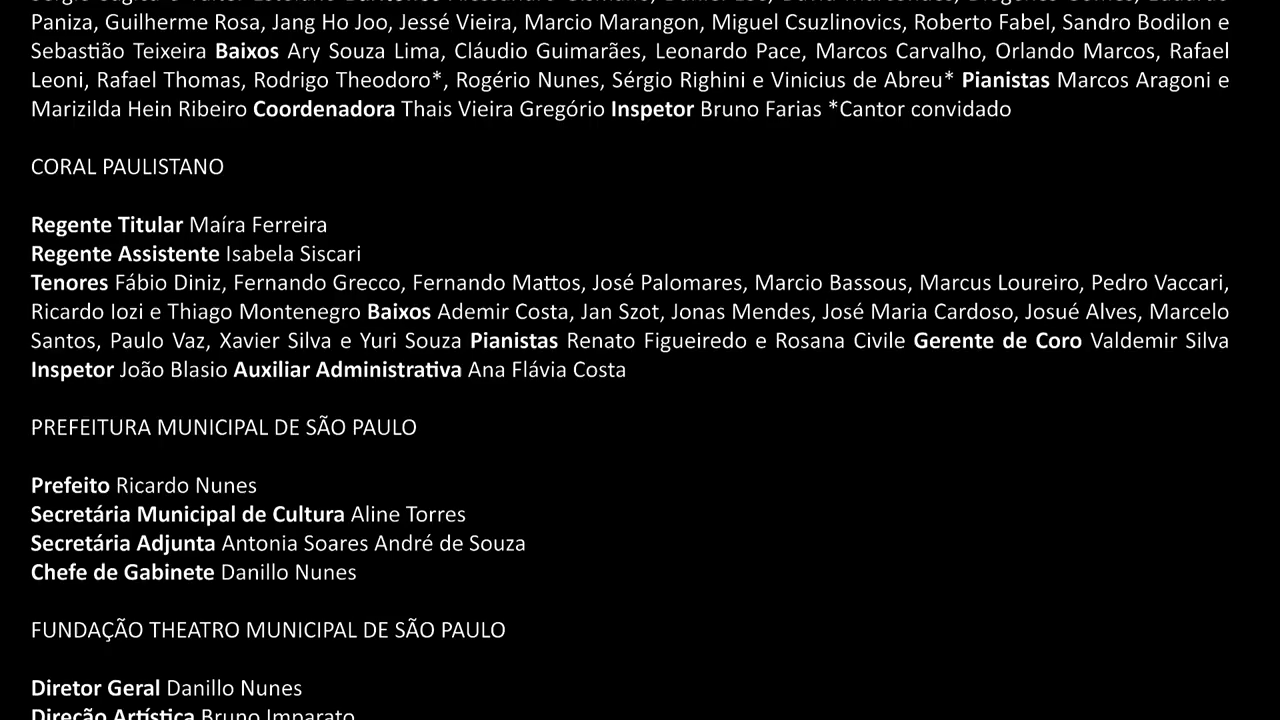 Paniza, Guilherme Rosa, Jang Ho Joo, Jessé Vieira, Marcio Marangon, Miguel Csuzlinovics, Roberto Fabel, Sandro Bodilon e
Sebastião Teixeira Baixos Ary Souza Lima, Cláudio Guimarães, Leonardo Pace, Marcos Carvalho, Orlando Marcos, Rafael
Leoni, Rafael Thomas, Rodrigo Theodoro*, Rogério Nunes, Sérgio Righini e Vinicius de Abreu* Pianistas Marcos Aragoni e
Marizilda Hein Ribeiro Coordenadora Thais Vieira Gregório Inspetor Bruno Farias *Cantor convidado
CORAL PAULISTANO
Regente Titular Maíra Ferreira
Regente Assistente Isabela Siscari
Tenores Fábio Diniz, Fernando Grecco, Fernando Mattos, José Palomares, Marcio Bassous, Marcus Loureiro, Pedro Vaccari,
Ricardo Iozi e Thiago Montenegro Baixos Ademir Costa, Jan Szot, Jonas Mendes, José Maria Cardoso, Josué Alves, Marcelo
Santos, Paulo Vaz, Xavier Silva e Yuri Souza Pianistas Renato Figueiredo e Rosana Civile Gerente de Coro Valdemir Silva
Inspetor João Blasio Auxiliar Administrativa Ana Flávia Costa
PREFEITURA MUNICIPAL DE SÃO PAULO
Prefeito Ricardo Nunes
Secretária Municipal de Cultura Aline Torres
Secretária Adjunta Antonia Soares André de Souza
Chefe de Gabinete Danillo Nunes
FUNDAÇÃO THEATRO MUNICIPAL DE SÃO PAULO
Diretor Geral Danillo Nunes
Direção Artística Bruno Imparato